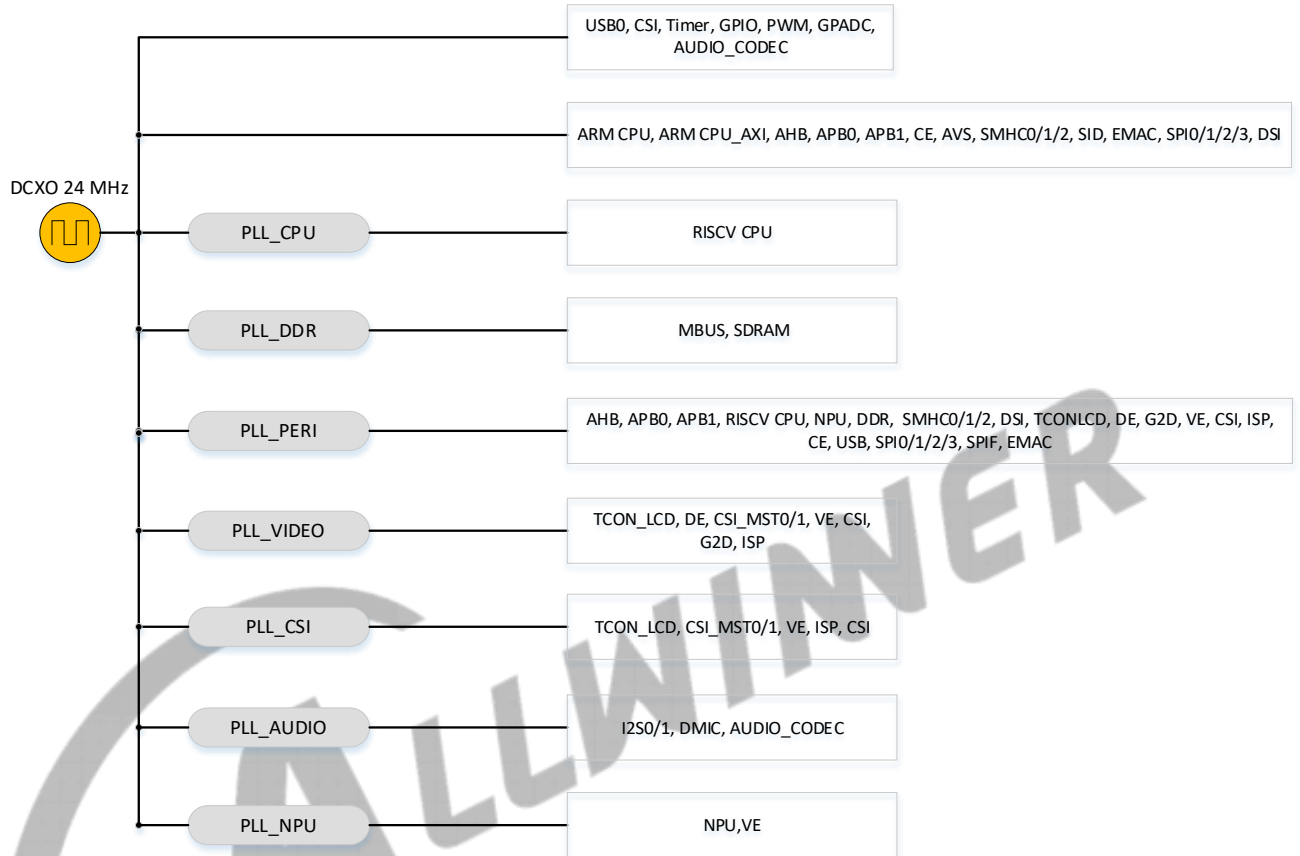 USB0, CSI, Timer, GPIO, PWM, GPADC,
AUDIO_CODEC
ARM CPU, ARM CPU_AXI, AHB, APB0, APB1, CE, AVS, SMHC0/1/2, SID, EMAC, SPI0/1/2/3, DSI
DCXO 24 MHz
PLL_CPU
RISCV CPU
PLL_DDR
MBUS, SDRAM
PLL_PERI
AHB, APB0, APB1, RISCV CPU, NPU, DDR, SMHC0/1/2, DSI, TCONLCD, DE, G2D, VE, CSI, ISP,
CE, USB, SPI0/1/2/3, SPIF, EMAC
PLL_VIDEO
TCON_LCD, DE, CSI_MST0/1, VE, CSI,
G2D, ISP
PLL_CSI
TCON_LCD, CSI_MST0/1, VE, ISP, CSI
PLL_AUDIO
I2S0/1, DMIC, AUDIO_CODEC
PLL_NPU
NPU,VE
ALLWINNER